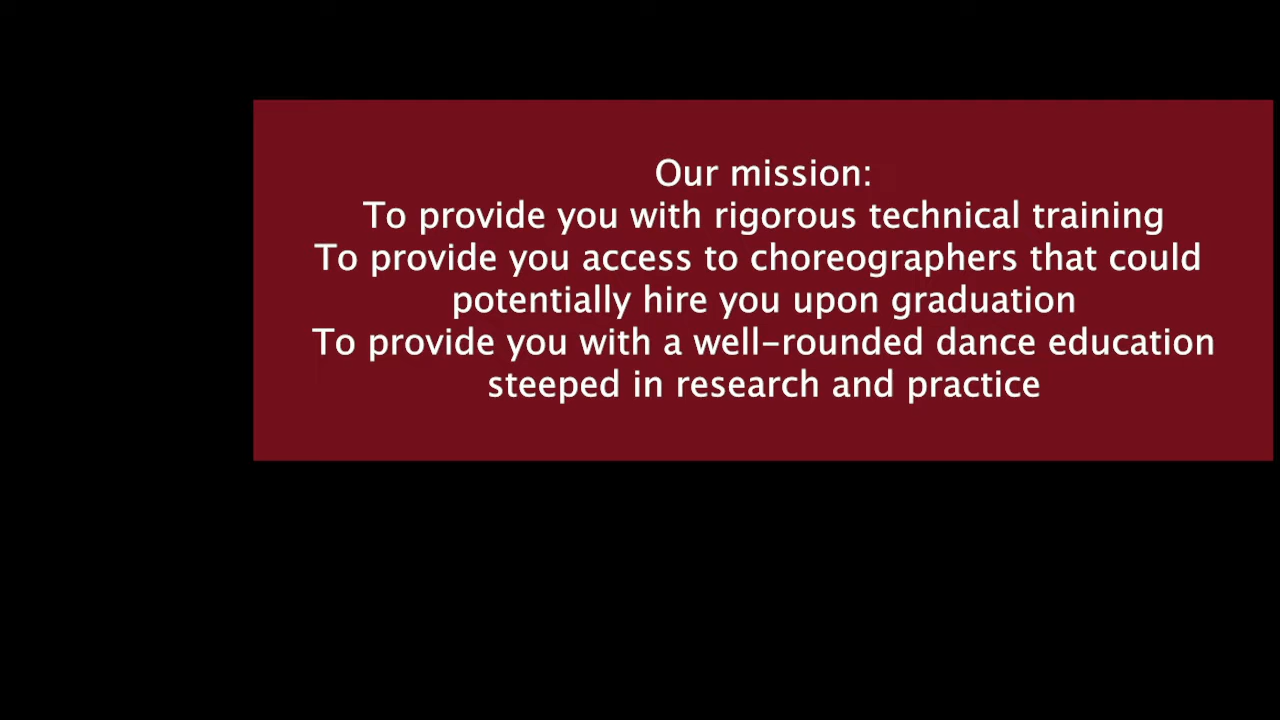 Our mission:
To provide you with rigorous technical training
To provide you access to choreographers that could
potentially hire you upon graduation
To provide you with a well-rounded dance education
steeped in research and practice